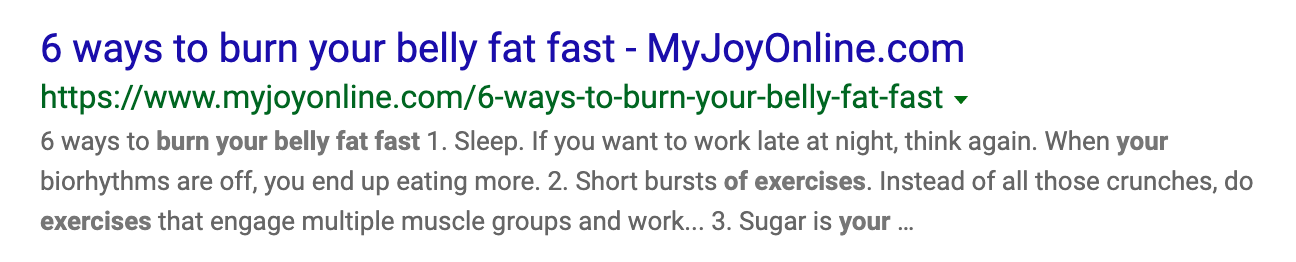 6 ways to burn your belly fat fast - MyJoyOnline.com
https://www.myjoyonline.com/6-ways-to-burn-your-belly-fat-fast
6 ways to burn your belly fat fast 1. Sleep. If you want to work late at night, think again. When your
biorhythms are off, you end up eating more. 2. Short bursts of exercises. Instead of all those crunches, do
exercises that engage multiple muscle groups and work... 3. Sugar is your ...